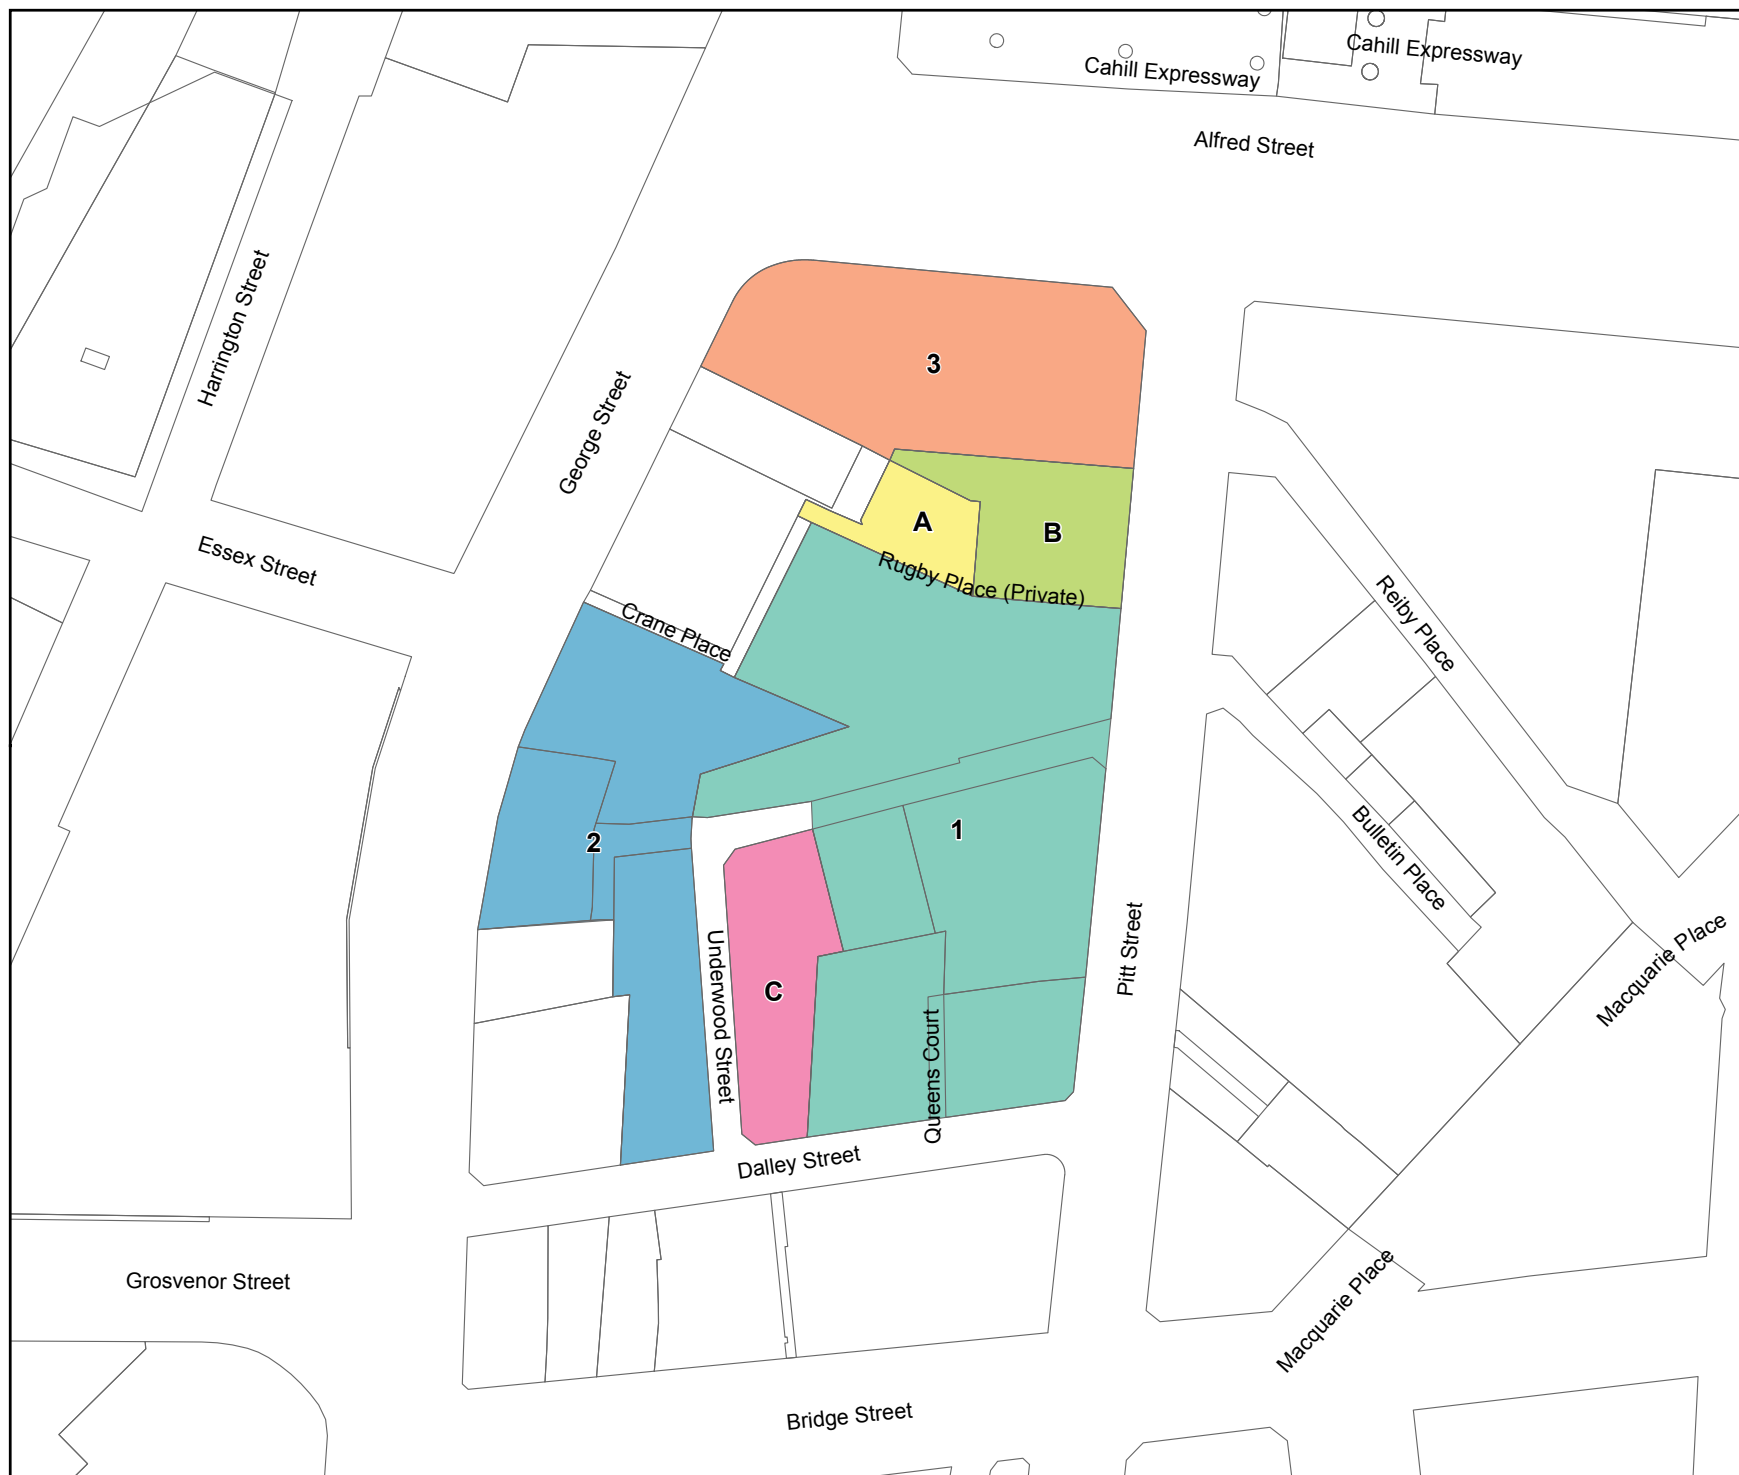 Cahill Expressway
Cahill Expressway
Alfred Street
Harrington Street
George Street
3
Essex Street
A
B
Rugby Place (Private)
Crane Place
Reiby Place
2
1
Bulletin Place
Underwood Street
C
Pitt Street
Macquarie Place
Queens Court
Dalley Street
Grosvenor Street
Macquarie Place
Bridge Street